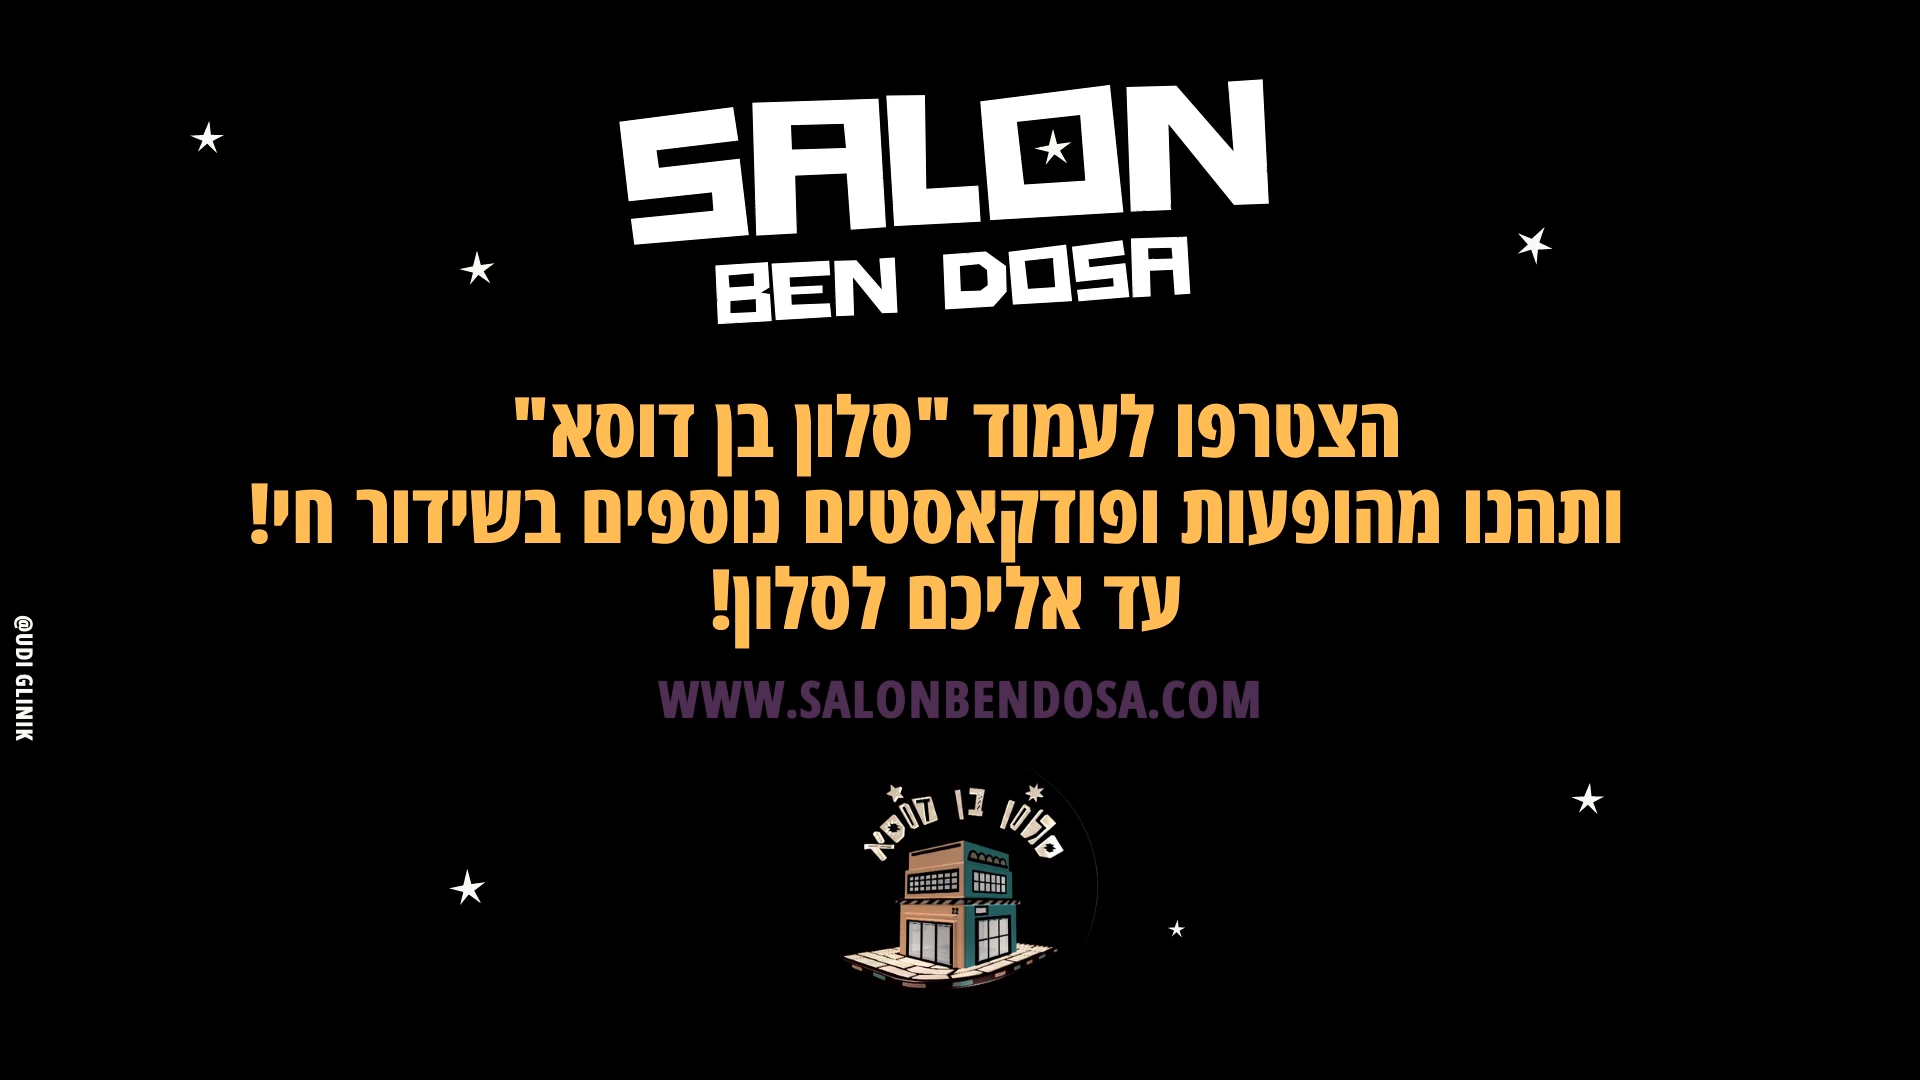 SALON
BEN DOSA
הצטרפו לעמוד "סלון בן דוסא"
ותהנו מהופעות ופודקאסטים נוספים בשידור חי!
עד אליכם לסלון!
WWW.SALONBENDOSA.COM
@UDI GLINIK
סלון בן דוסא
22